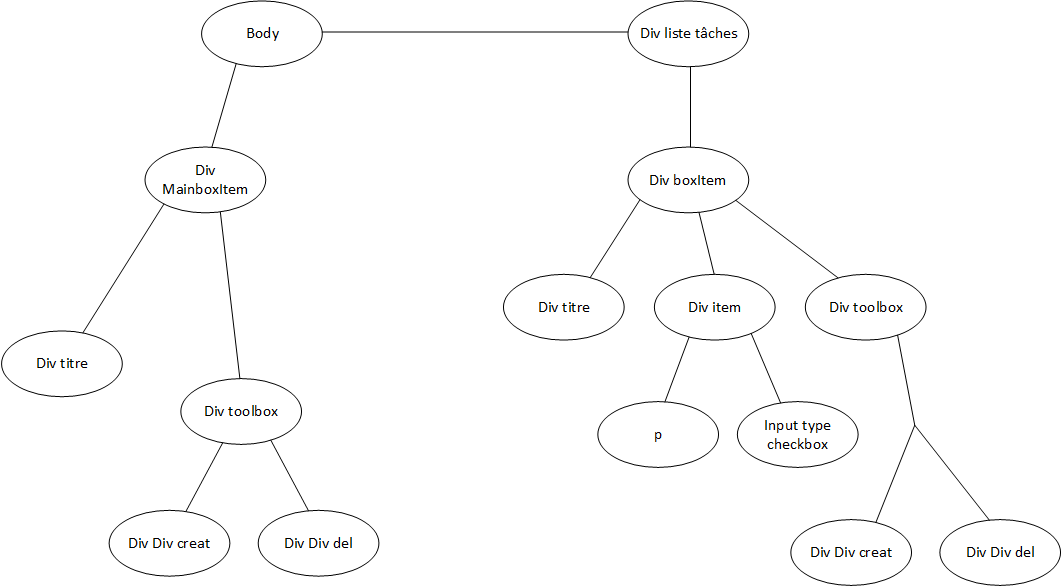 Body
Div liste tâches
Div
MainboxItem
Div boxItem
Div titre
Div item
Div toolbox
Div titre
Div toolbox
p
Input type
checkbox
Div Div creat
Div Div del
Div Div creat
Div Div del